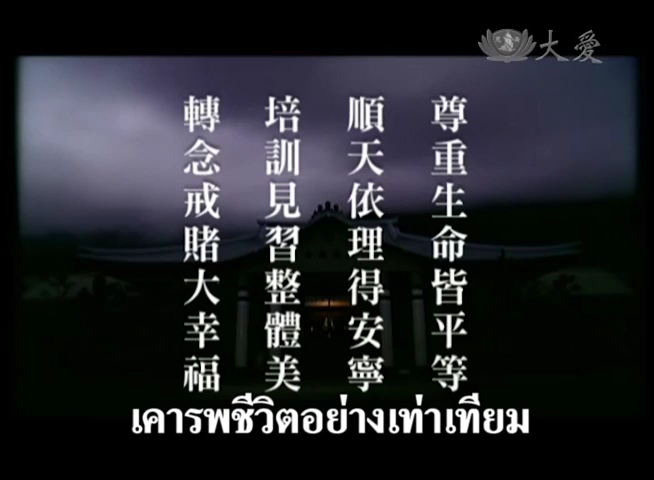 大愛
尊重生命皆平等
順天依理得安寧
培訓見習整體美
轉念戒賭大幸福
เคารพชีวิตอย่างเท่าเทียม